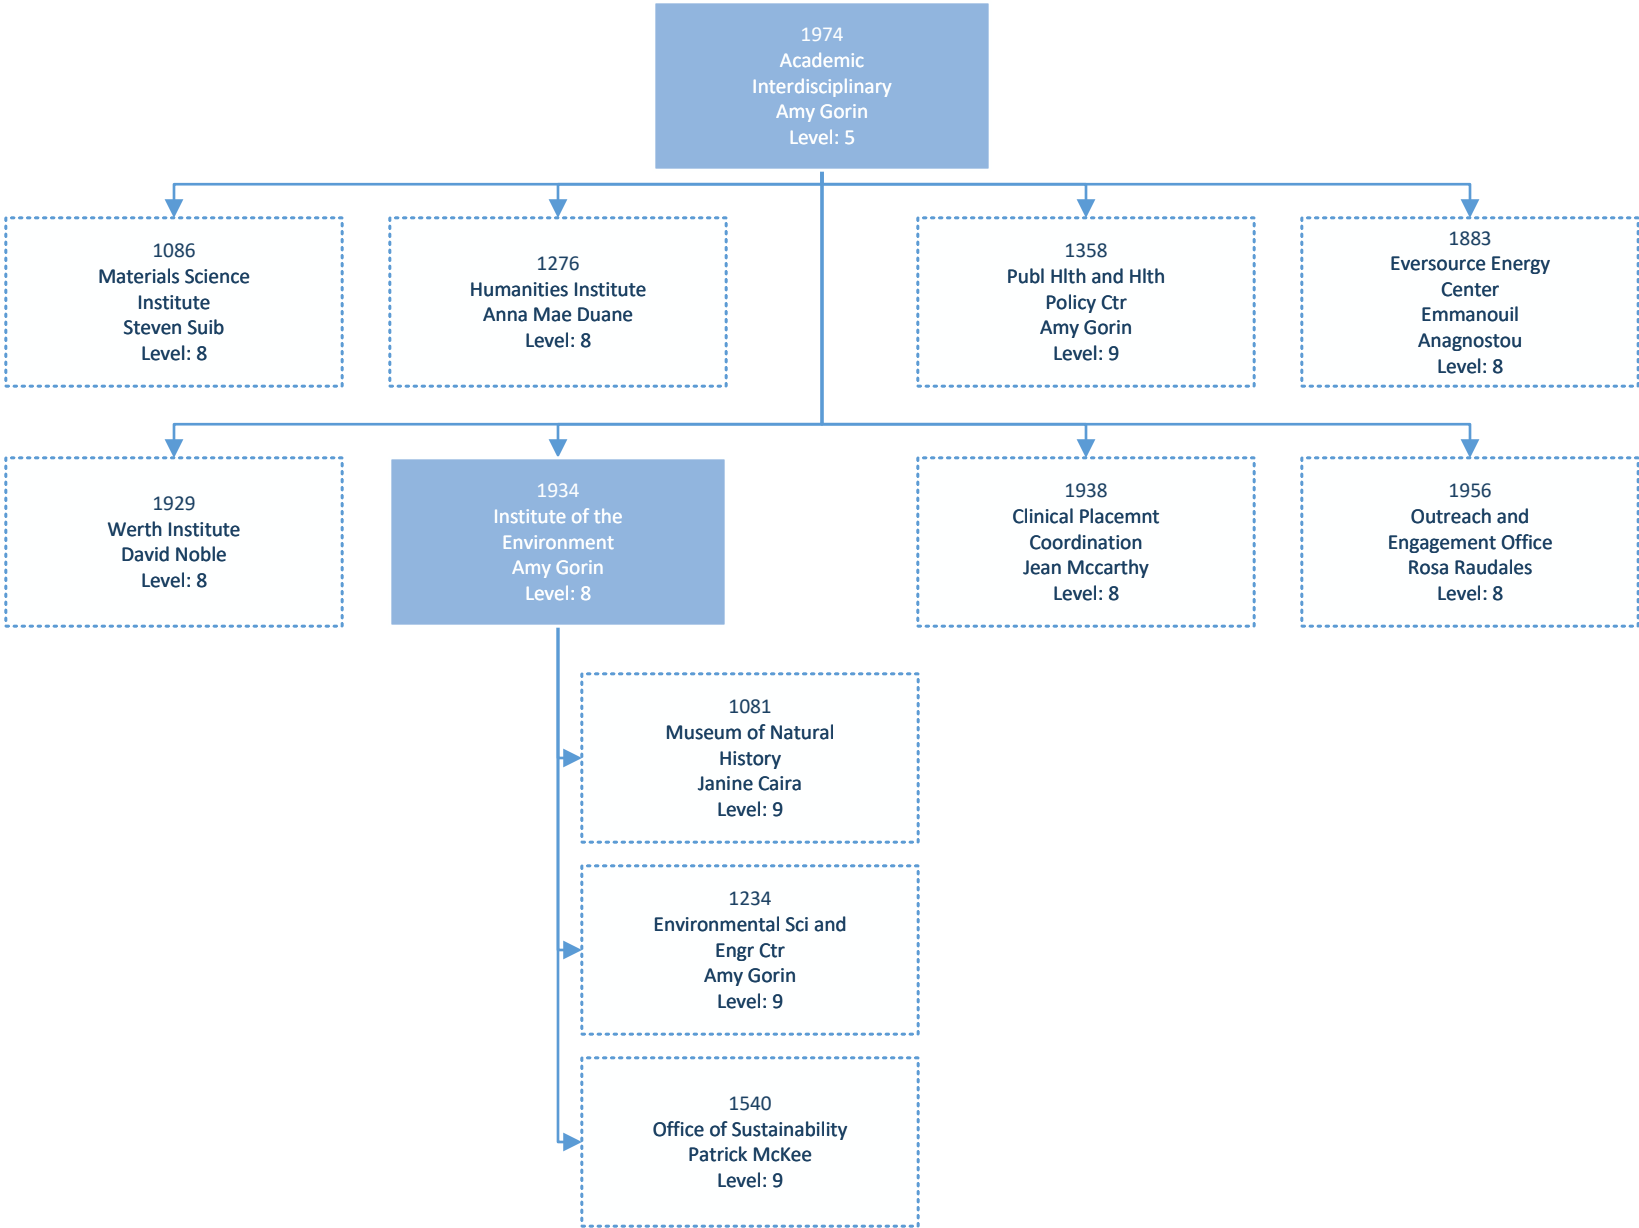 1974
Academic
Interdisciplinary
Amy Gorin
Level: 5
1086
Materials Science
Institute
Steven Suib
Level: 8
1276
Humanities Institute
Anna Mae Duane
Level: 8
1358
Publ Hlth and Hlth
Policy Ctr
Amy Gorin
Level: 9
1883
Eversource Energy
Center
Emmanouil
Anagnostou
Level: 8
1929
Werth Institute
David Noble
Level: 8
1934
Institute of the
Environment
Amy Gorin
Level: 8
1938
Clinical Placemnt
Coordination
Jean Mccarthy
Level: 8
1956
Outreach and
Engagement Office
Rosa Raudales
Level: 8
1081
Museum of Natural
History
Janine Caira
Level: 9
1234
Environmental Sci and
Engr Ctr
Amy Gorin
Level: 9
1540
Office of Sustainability
Patrick McKee
Level: 9